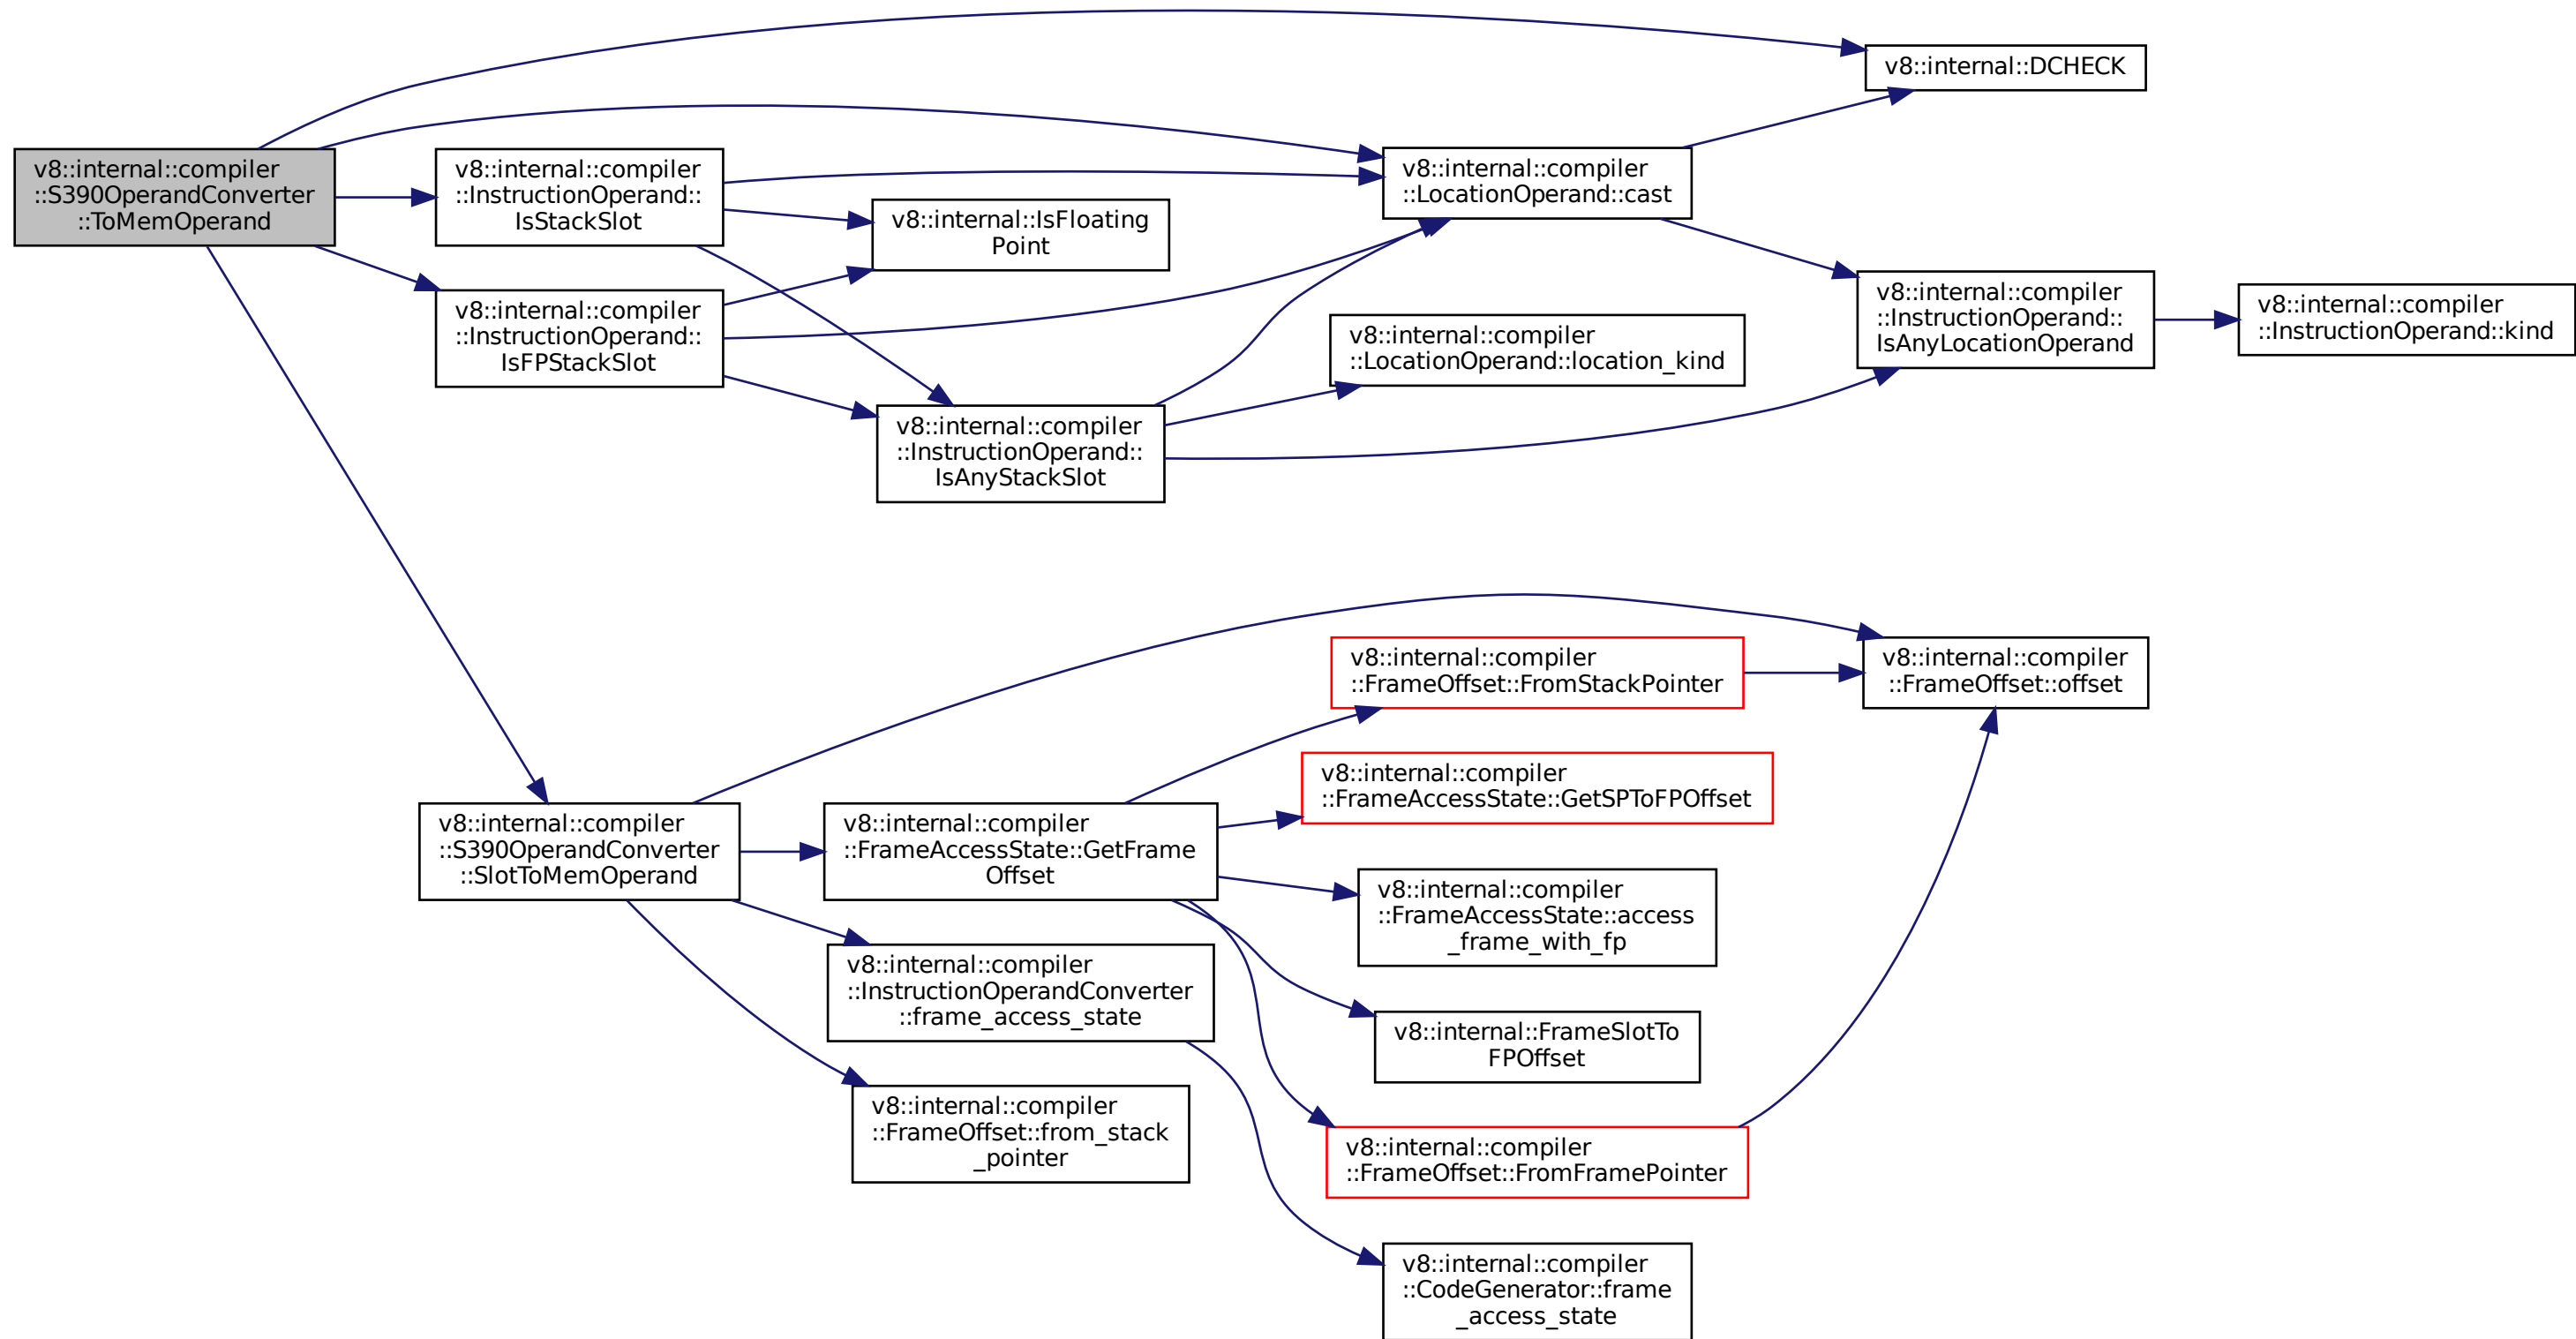 v8::internal::compiler
::S390OperandConverter
::ToMemOperand
v8::internal::compiler
::InstructionOperand::
IsStackSlot
v8::internal::compiler
::InstructionOperand::
IsFPStackSlot
v8::internal::IsFloating
Point
v8::internal::compiler
::InstructionOperand::
IsAnyStackSlot
v8::internal::compiler
::LocationOperand::cast
v8::internal::compiler
::LocationOperand::location_kind
v8::internal::DCHECK
v8::internal::compiler
::InstructionOperand::
IsAnyLocationOperand
v8::internal::compiler
::InstructionOperand::kind
v8::internal::compiler
::S390OperandConverter
::SlotToMemOperand
v8::internal::compiler
::FrameAccessState::GetFrame
Offset
v8::internal::compiler
::InstructionOperandConverter
::frame_access_state
v8::internal::compiler
::FrameOffset::from_stack
_pointer
v8::internal::compiler
::FrameOffset::FromStackPointer
v8::internal::compiler
::FrameAccessState::GetSPToFPOffset
v8::internal::compiler
::FrameAccessState::access
_frame_with_fp
v8::internal::FrameSlotTo
FPOffset
v8::internal::compiler
::FrameOffset::FromFramePointer
v8::internal::compiler
::CodeGenerator::frame
_access_state
v8::internal::compiler
::FrameOffset::offset